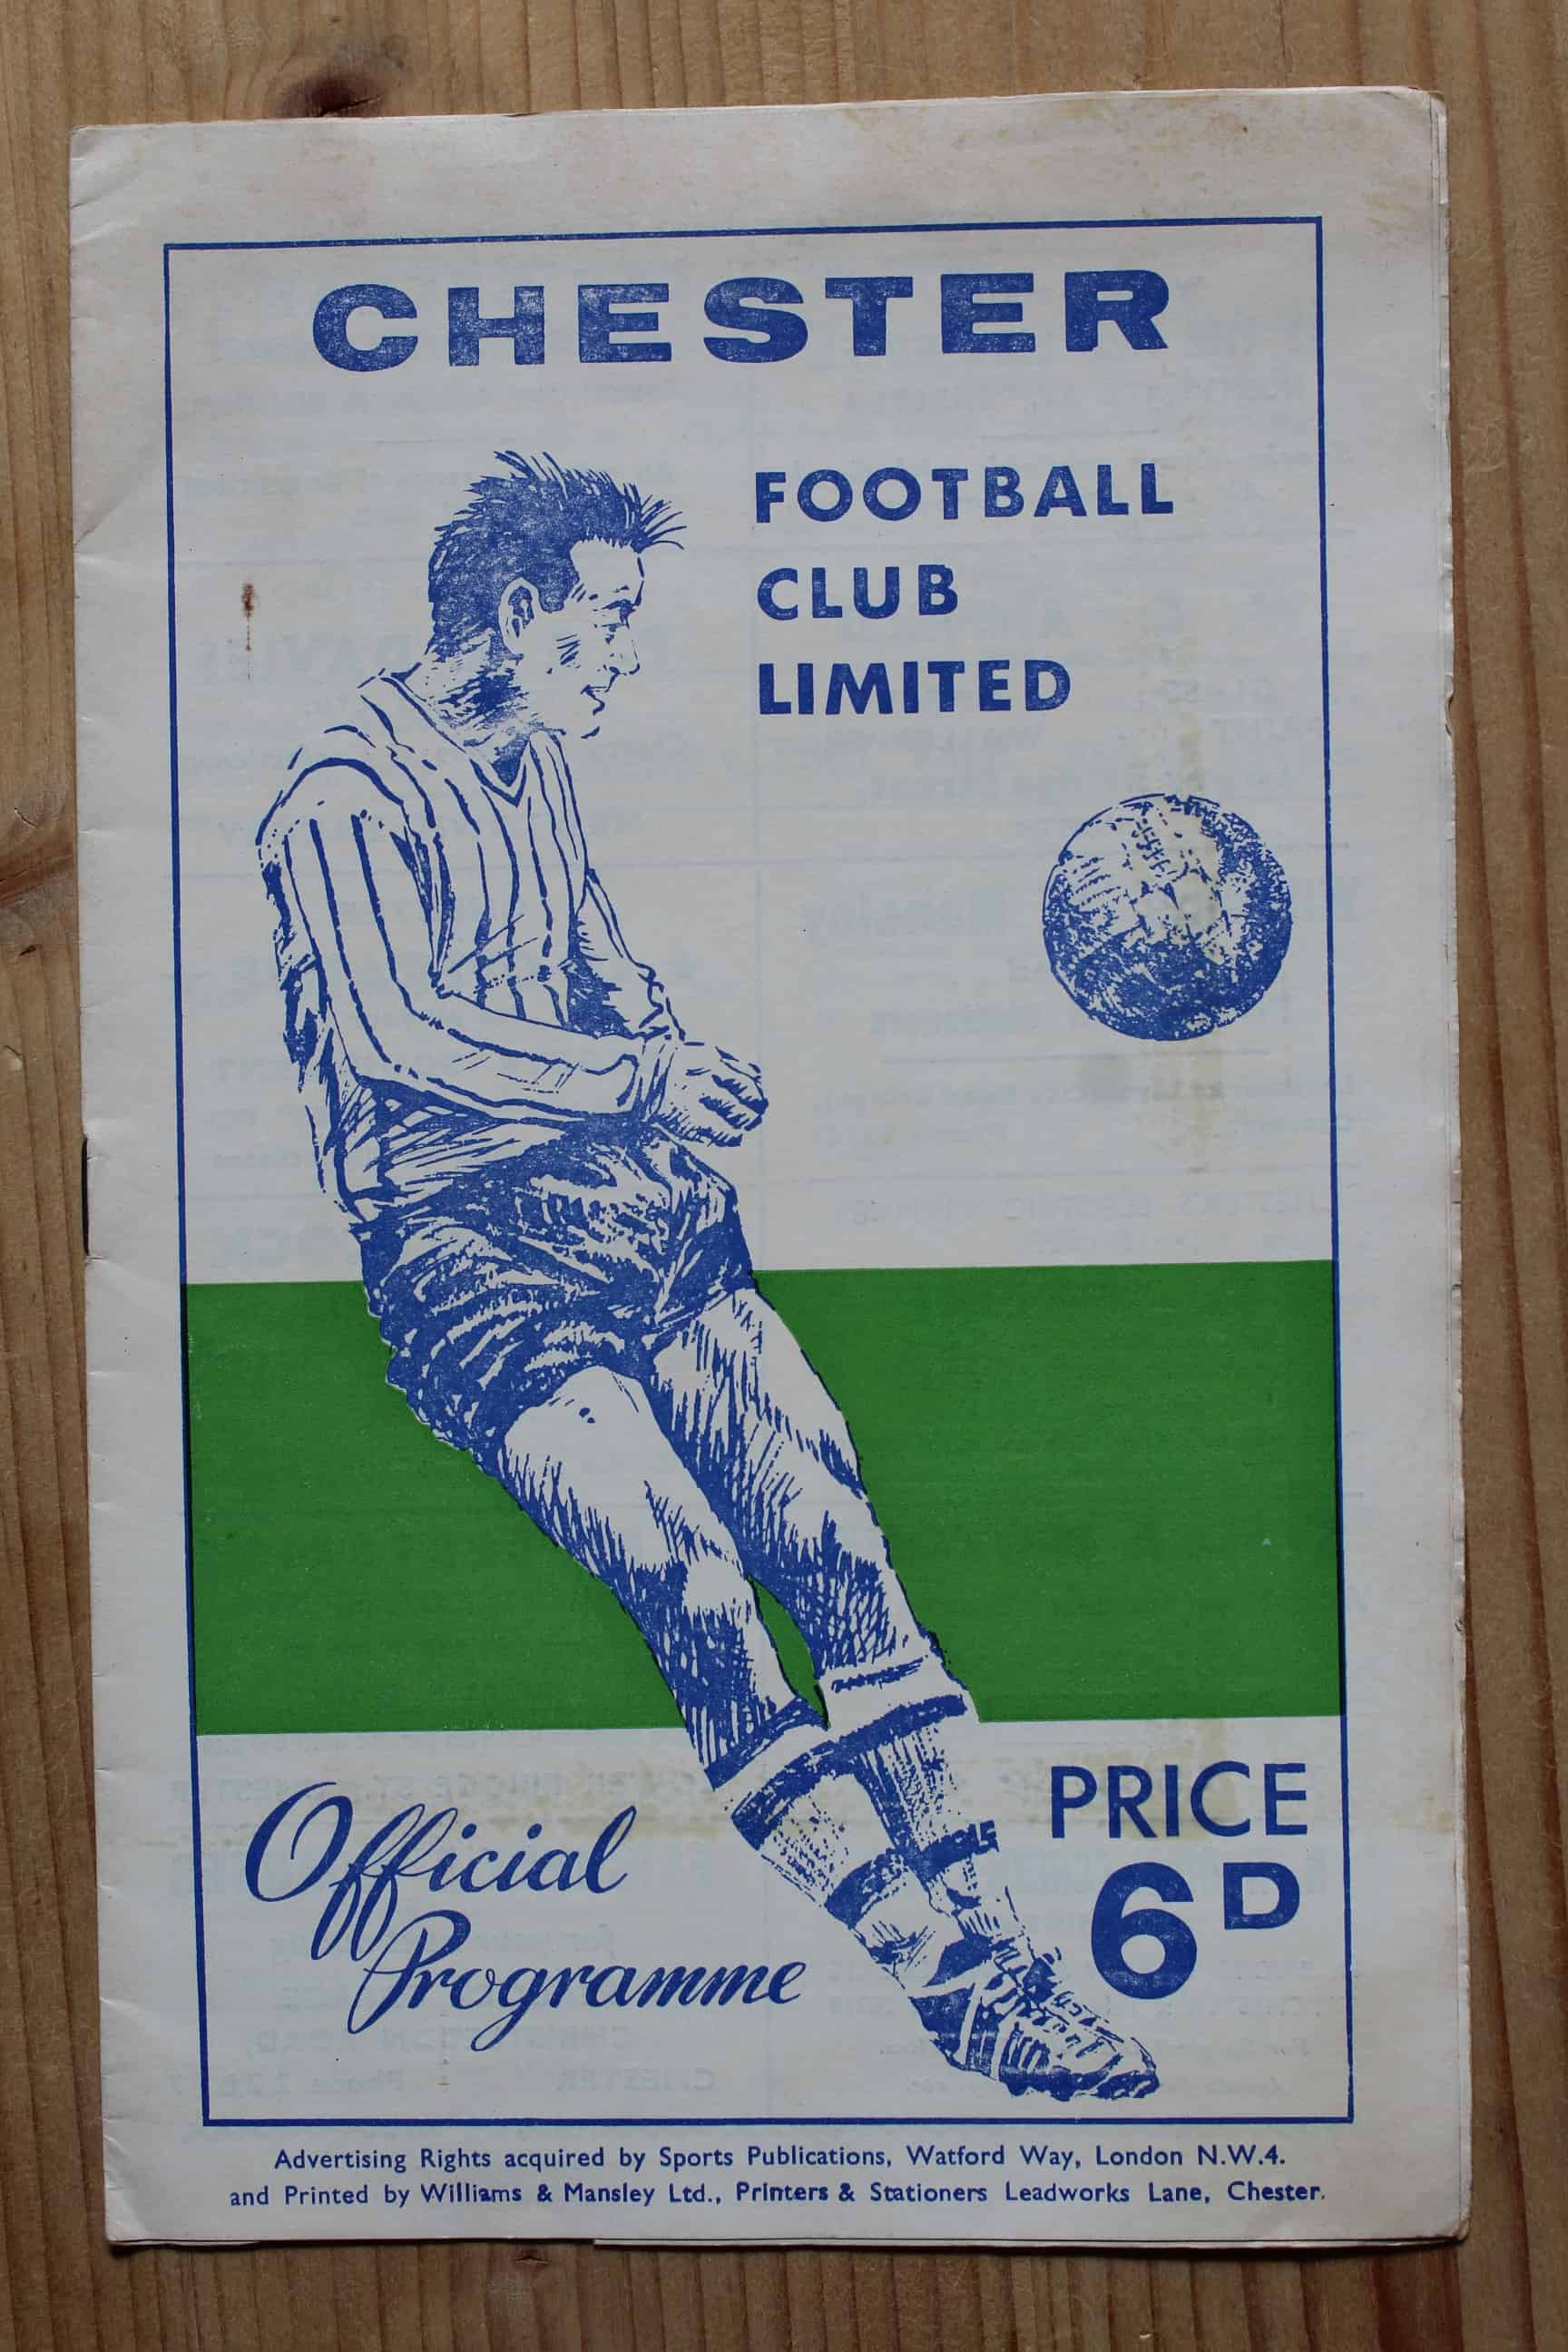 CHESTER
FOOTBALL
CLUB
LIMITED
Official
Programme
PRICE
6D
Advertising Rights acquired by Sports Publications, Watford Way, London N.W.4.
and Printed by Williams & Mansley Ltd., Printers & Stationers Leadworks Lane, Chester.